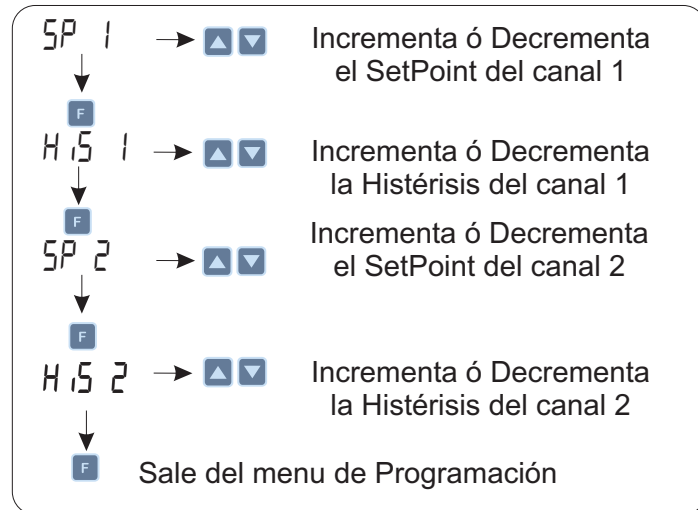 SP 1 Incrementa ó Decrementa
el SetPoint del canal 1
F
HiS 1 Incrementa ó Decrementa
la Histérisis del canal 1
F
SP 2 Incrementa ó Decrementa
el SetPoint del canal 2
F
HiS 2 Incrementa ó Decrementa
la Histérisis del canal 2
F Sale del menu de Programación